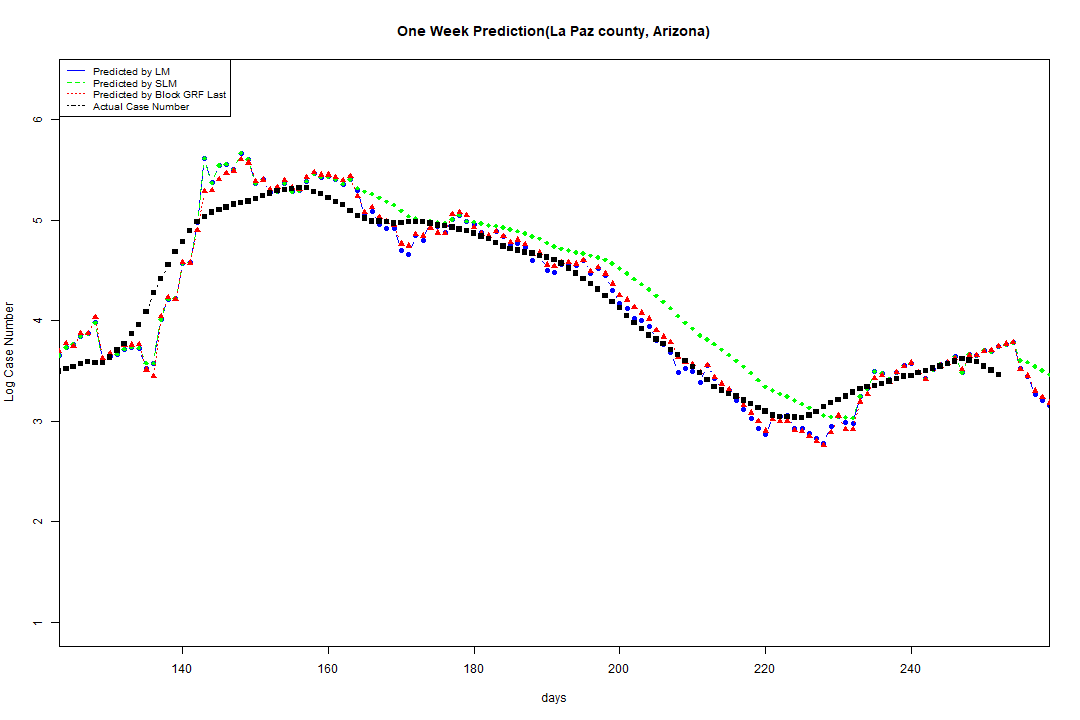 One Week Prediction(La Paz county, Arizona)
Predicted by LM
Predicted by SLM
Predicted by Block GRF Last
Actual Case Number
Log Case Number
6
5
4
3
2
1
140 160 180 200 220 240
days